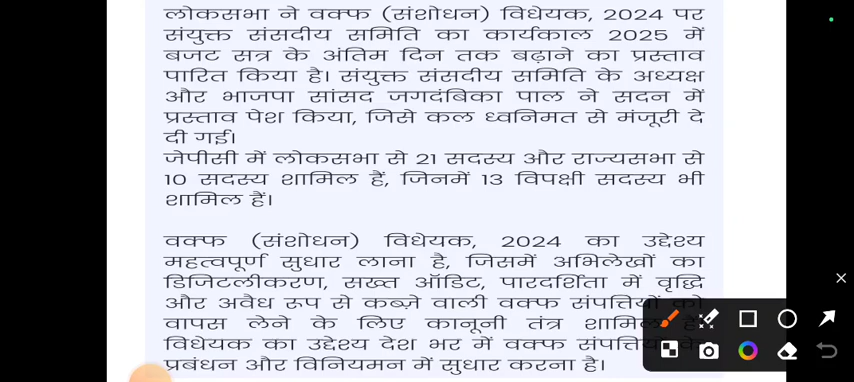 लोकसभा ने वक्फ (संशोधन) विधेयक, 2024 पर
संयुक्त संसदीय समिति का कार्यकाल 2025 में
बजट सत्र के अंतिम दिन तक बढ़ाने का प्रस्ताव
पारित किया है। संयुक्त संसदीय समिति के अध्यक्ष
और भाजपा सांसद जगदंबिका पाल ने सदन में
प्रस्ताव पेश किया, जिसे कल ध्वनिमत से मंजूरी दे
दी गई।
जेपीसी में लोकसभा से 21 सदस्य और राज्यसभा से
10 सदस्य शामिल हैं, जिनमें 13 विपक्षी सदस्य भी
शामिल हैं।
वक्फ (संशोधन) विधेयक, 2024 का उद्देश्य
महत्वपूर्ण सुधार लाना है, जिसमें अभिलेखों का
डिजिटलीकरण, सख्त ऑडिट, पारदर्शिता में वृद्धि
और अवैध रूप से कब्ज़े वाली वक्फ संपत्तियों को
वापस लेने के लिए कानूनी तंत्र शामिल हैं।
विधेयक का उद्देश्य देश भर में वक्फ संपत्तियों के
प्रबंधन और विनियमन में सुधार करना है।